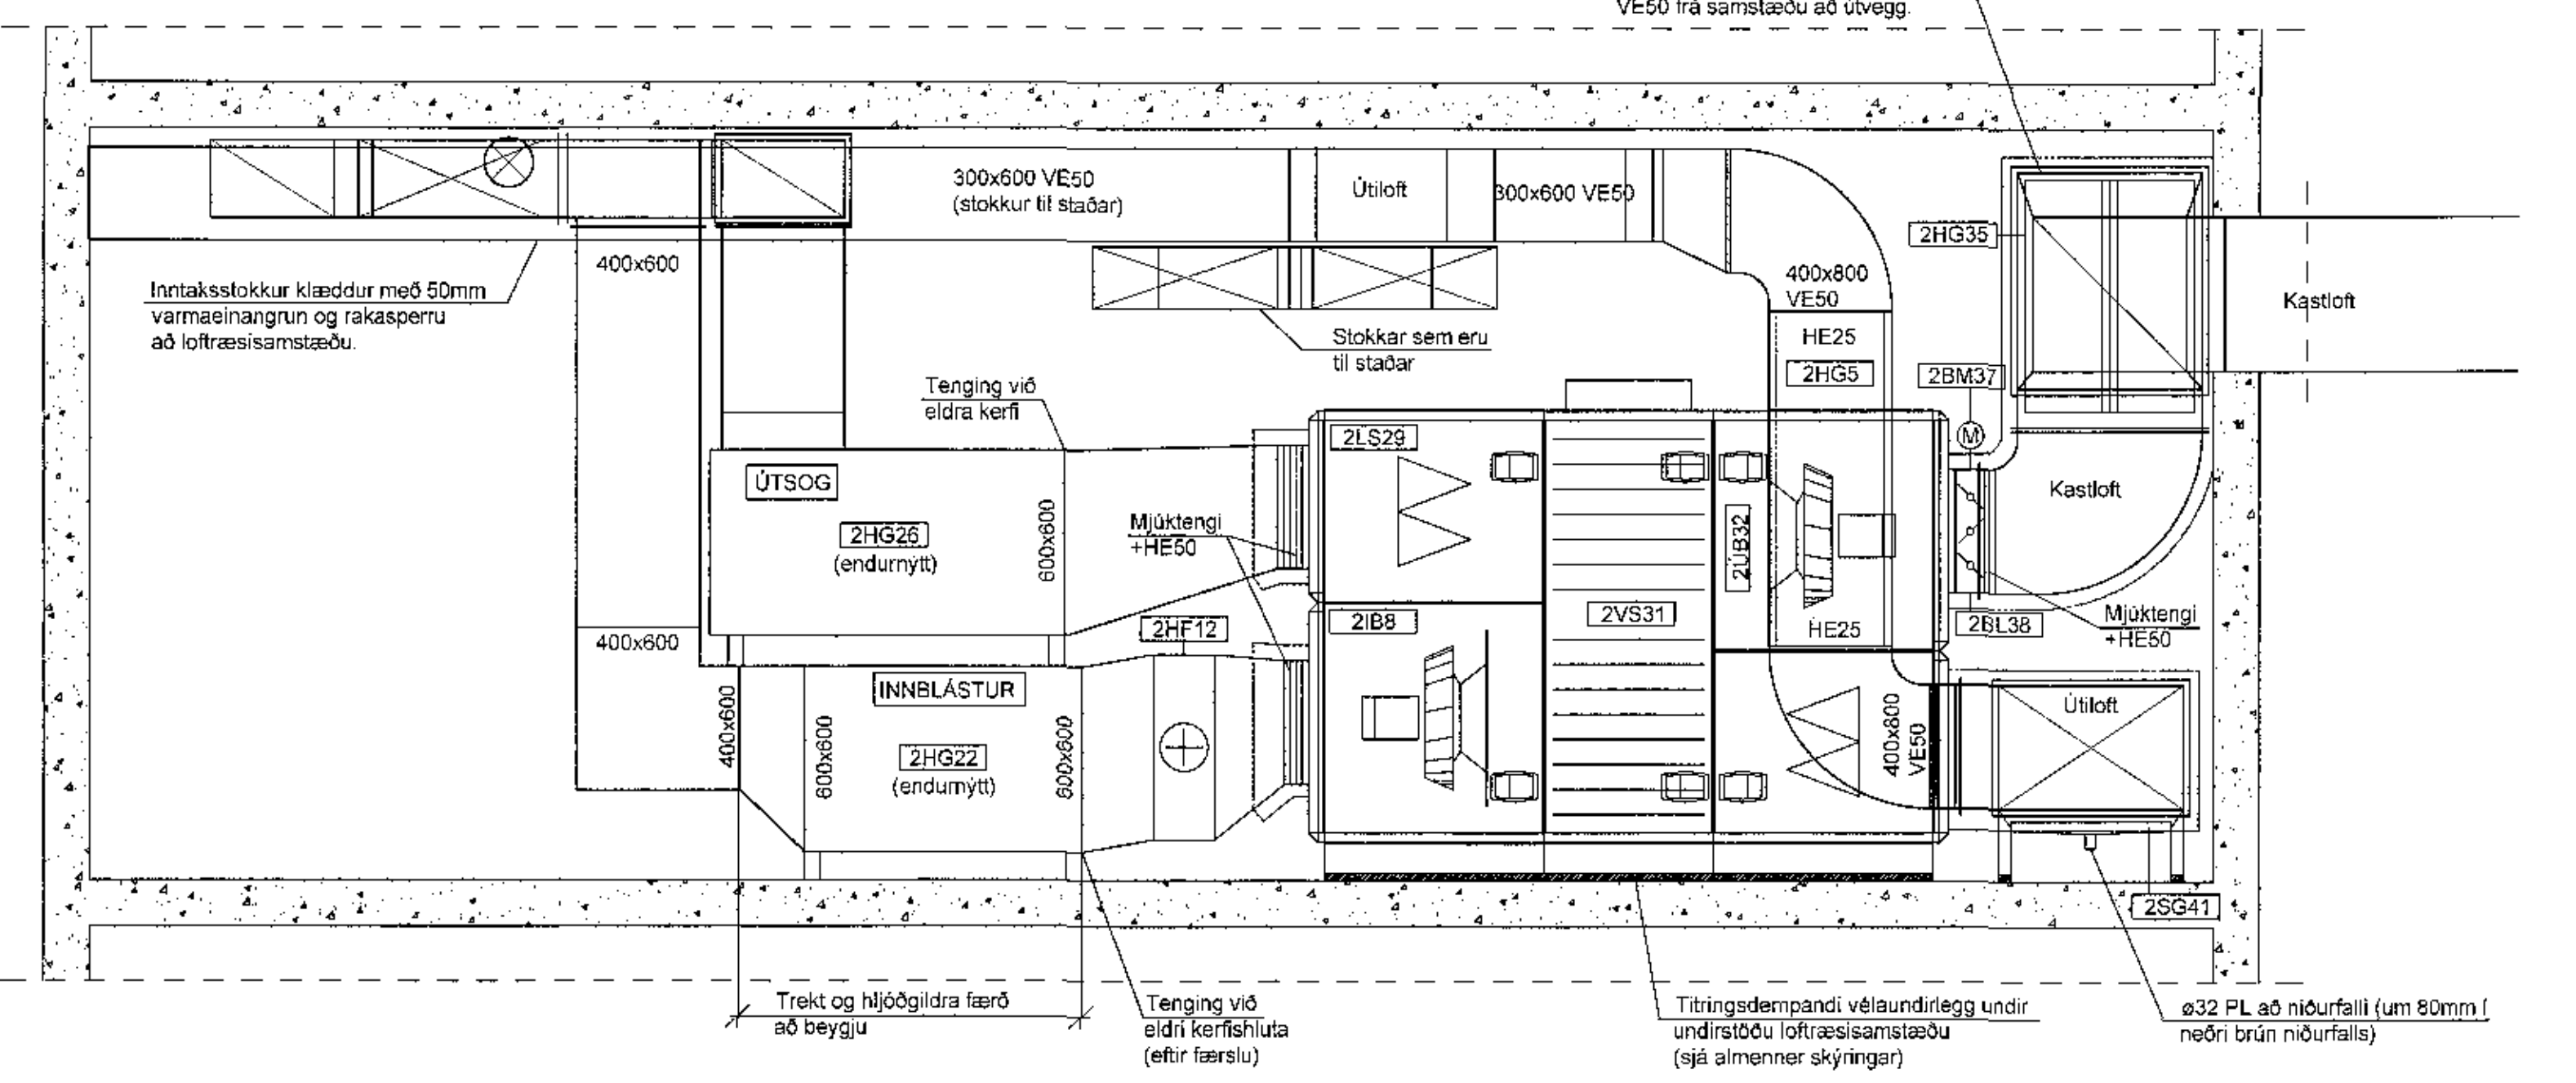 VE50 frá samstæðu að útvegg.
300x600 VE50
(stokkur til staðar)
Útiloft
300x600 VE50
2HG35
400x600
400x800
VE50
Kastloft
Inntaksstokkur klæddur með 50mm
varmaeinangrun og rakasperru
að loftræsisamstæðu.
Stokkar sem eru
til staðar
HE25
2HG5
2BM37
Tenging við
eldra kerfi
2LS29
M
ÚTSOG
Kastloft
2HG26
(endurnýtt)
600x600
Mjúktengi
+HE50
2ÚB32
400x600
2HF12
2IB8
2VS31
HE25
2BL38
Mjúktengi
+HE50
INNBLÁSTUR
400x600
600x600
2HG22
(endurnýtt)
600x600
400x800
VE50
Útiloft
2SG41
Trekt og hljóðgildra færð
að beygju
Tenging við
eldri kerfishluta
(eftir færslu)
Titringsdempandi vélaundirlegg undir
undirstöðu loftræsisamstæðu
(sjá almenner skýringar)
ø32 PL að niðurfalli (um 80mm f
neðri brún niðurfalls)